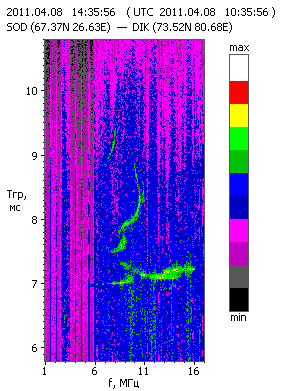 2011.04.08 14:35:56 ( UTC 2011.04.08 10:35:56 )
SOD (67.37N 26.63E) — DIK (73.52N 80.68E)
max
10
9
Tгр,
мс
8
7
6
min
1 6 11 16
f, МГц